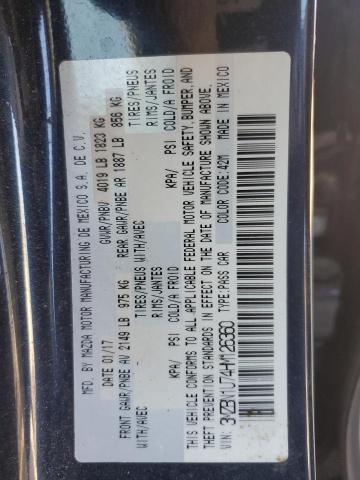 MFD. BY MAZDA MOTOR MANUFACTURING DE MEXICO S.A. DE C.V.
DATE 01/17 GVWR/PNBV 4019 LB 1823 KG
FRONT GAWR/PNBE AV 2149 LB 975 KG REAR GAWR/PNBE AR 1887 LB 856 KG
WITH/AVEC TIRES/PNEUS WITH/AVEC TIRES/PNEUS
RIMS/JANTES RIMS/JANTES
KPA/ PSI COLD/A FROID KPA/ PSI COLD/A FROID
THIS VEHICLE CONFORMS TO ALL APPLICABLE FEDERAL MOTOR VEHICLE SAFETY, BUMPER, AND
THEFT PREVENTION STANDARDS IN EFFECT ON THE DATE OF MANUFACTURE SHOWN ABOVE.
VIN: 3MZBN1U74HM126360 TYPE: PASS CAR COLOR CODE: 42M MADE IN MEXICO